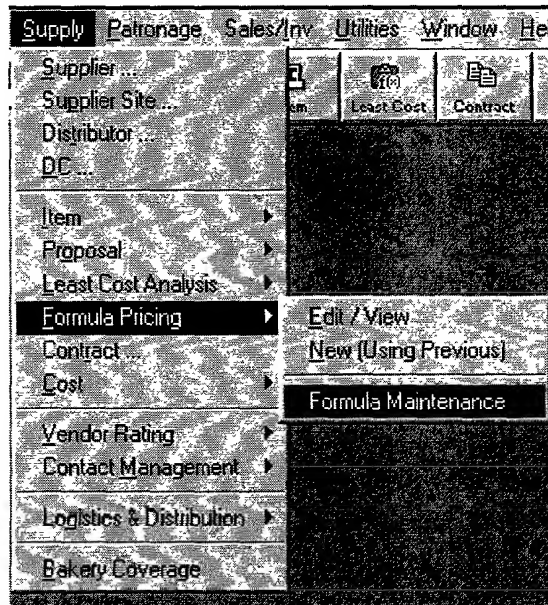 Supply Patronage Sales/Inv Utilities Window He
Supplier ...
Supplier Site ...
Least Cost Contract
Distributor ...
DC ...
Item
Proposal
Least Cost Analysis
Formula Pricing
Edit / View
Contract ...
New (Using Previous)
Cost
Formula Maintenance
Vendor Rating
Contact Management
Logistics & Distribution
Bakery Coverage